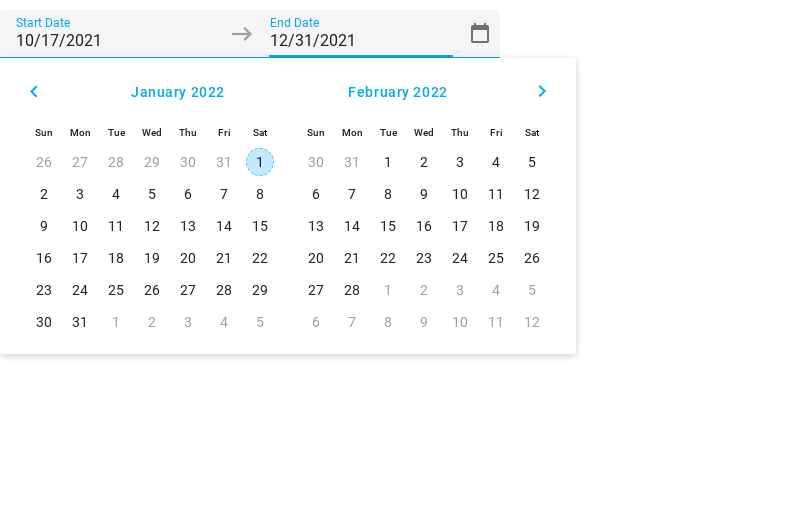 Start Date End Date
10/17/2021 12/31/2021
January 2022 February 2022
Sun Mon Tue Wed Thu Fri Sat Sun Mon Tue Wed Thu Fri Sat
26 27 28 29 30 31 1 30 31 1 2 3 4 5
2 3 4 5 6 7 8 6 7 8 9 10 11 12
9 10 11 12 13 14 15 13 14 15 16 17 18 19
16 17 18 19 20 21 22 20 21 22 23 24 25 26
23 24 25 26 27 28 29 27 28 1 2 3 4 5
30 31 1 2 3 4 5 6 7 8 9 10 11 12